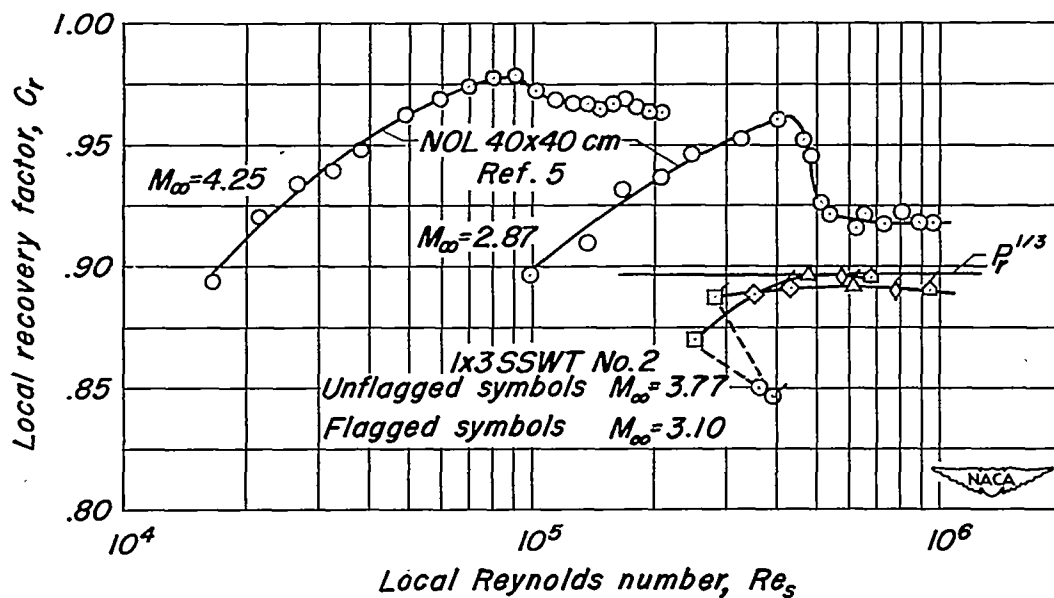 Local recovery factor, Cr
1.00
.95
.90
.85
.80
NOL 40x40 cm
Ref. 5
M∞=4.25
M∞=2.87
Pr^1/3
1x3 SSWT No. 2
Unflagged symbols M∞=3.77
Flagged symbols M∞=3.10
NACA
10^4
10^5
10^6
Local Reynolds number, Res